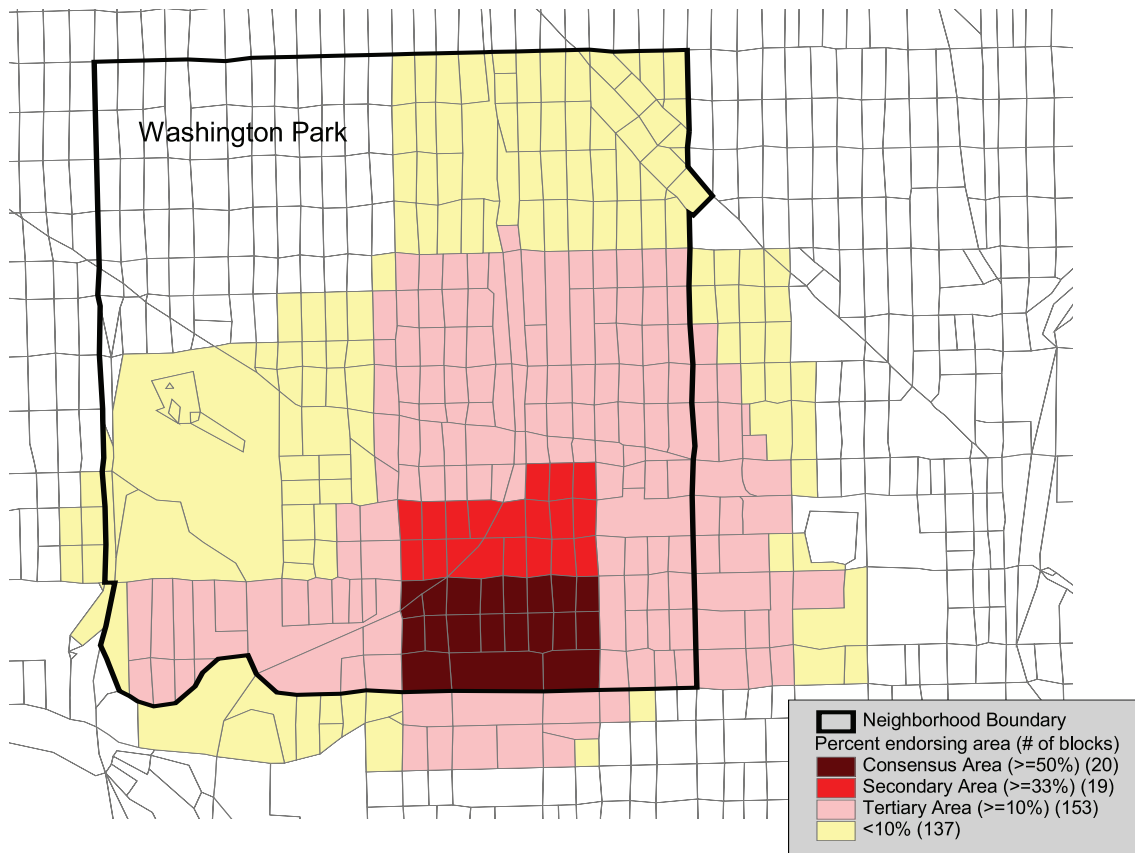 Washington Park
Neighborhood Boundary
Percent endorsing area (# of blocks)
Consensus Area (>=50%) (20)
Secondary Area (>=33%) (19)
Tertiary Area (>=10%) (153)
<10% (137)